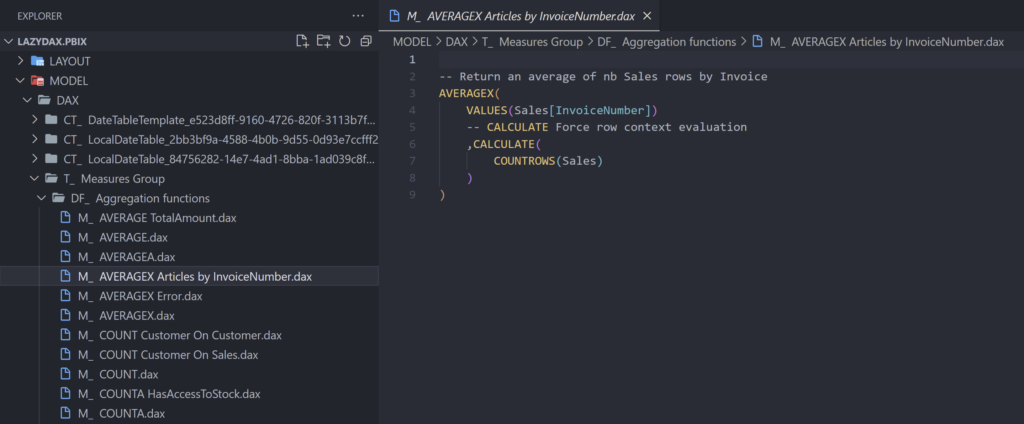 EXPLORER
LAZYDAX.PBIX
LAYOUT
MODEL
DAX
CT_ DateTableTemplate_e523d8ff-9160-4726-820f-3113b7f...
CT_ LocalDateTable_2bb3bf9a-4588-4b0b-9d55-0d93e7ccfff2
CT_ LocalDateTable_84756282-14e7-4ad1-8bba-1ad039c8f...
T_ Measures Group
DF_ Aggregation functions
M_ AVERAGE TotalAmount.dax
M_ AVERAGE.dax
M_ AVERAGEA.dax
M_ AVERAGEX Articles by InvoiceNumber.dax
M_ AVERAGEX Error.dax
M_ AVERAGEX.dax
M_ COUNT Customer On Customer.dax
M_ COUNT Customer On Sales.dax
M_ COUNT.dax
M_ COUNTA HasAccessToStock.dax
M_ COUNTA.dax
M_ AVERAGEX Articles by InvoiceNumber.dax
MODEL > DAX > T_ Measures Group > DF_ Aggregation functions > M_ AVERAGEX Articles by InvoiceNumber.dax
1
2 -- Return an average of nb Sales rows by Invoice
3 AVERAGEX(
4 VALUES(Sales[InvoiceNumber])
5 -- CALCULATE Force row context evaluation
6 ,CALCULATE(
7 COUNTROWS(Sales)
8 )
9 )